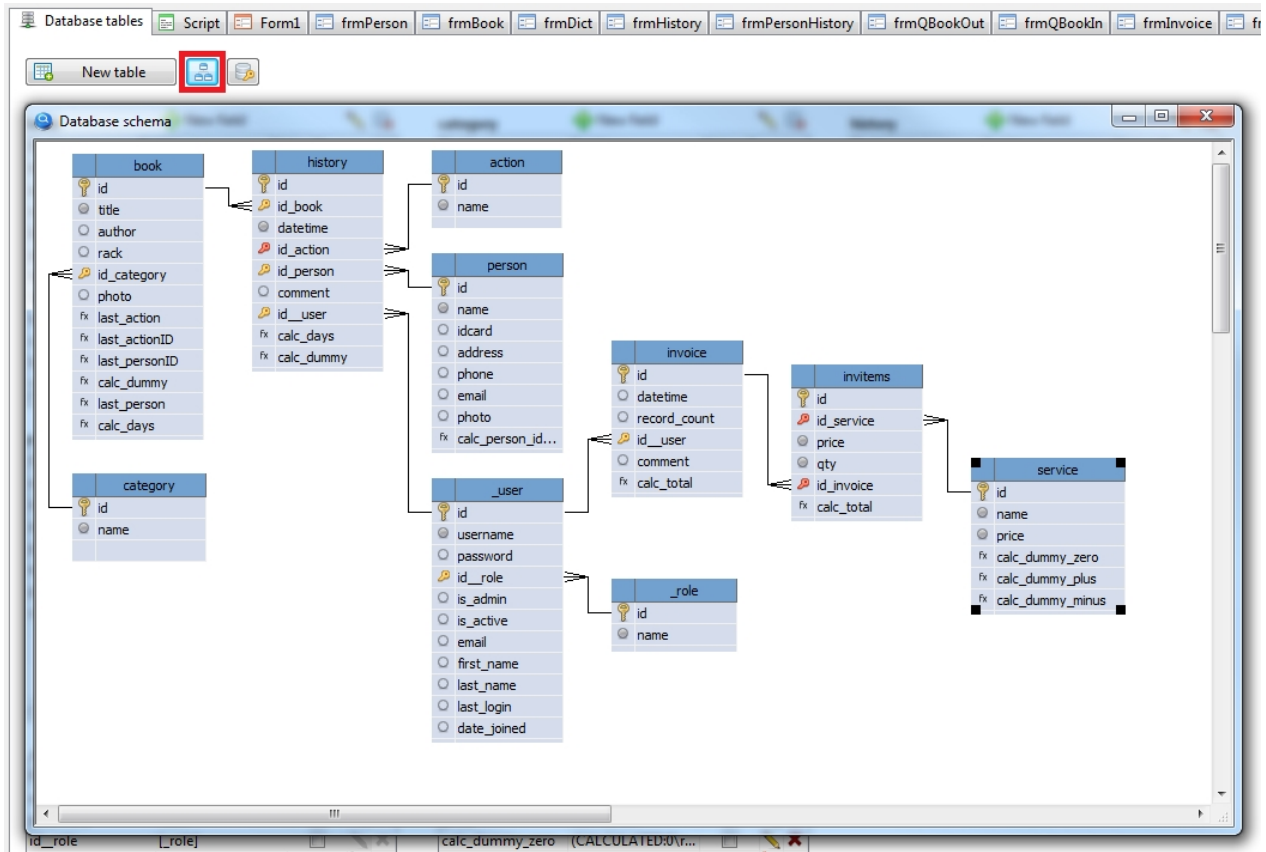 Database tables
Script
Form1
frmPerson
frmBook
frmDict
frmHistory
frmPersonHistory
frmQBookOut
frmQBookIn
frmInvoice
New table
Database schema
book
id
title
author
rack
id_category
photo
last_action
last_actionID
last_personID
calc_dummy
last_person
calc_days
category
id
name
history
id
id_book
datetime
id_action
id_person
comment
id__user
calc_days
calc_dummy
action
id
name
person
id
name
idcard
address
phone
email
photo
calc_person_id...
_user
id
username
password
id__role
is_admin
is_active
email
first_name
last_name
last_login
date_joined
invoice
id
datetime
record_count
id__user
comment
calc_total
_role
id
name
invitems
id
id_service
price
qty
id_invoice
calc_total
service
id
name
price
calc_dummy_zero
calc_dummy_plus
calc_dummy_minus
id__role [_role] calc_dummy_zero (CALCULATED:0\r...